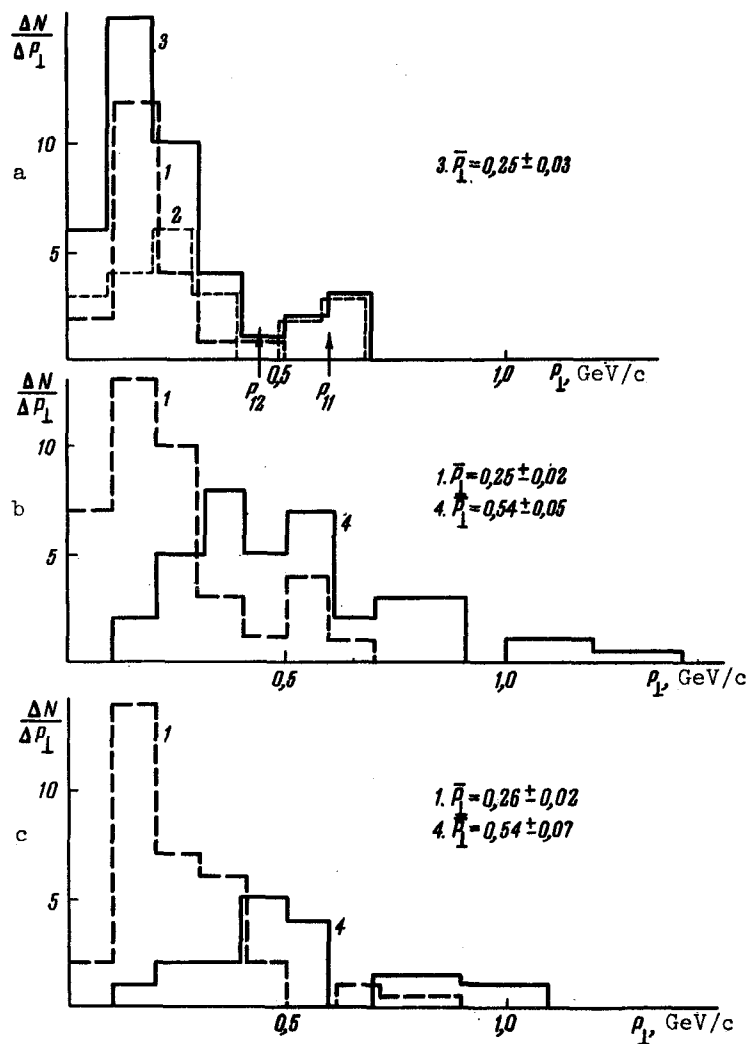 ΔN
ΔP⊥
10
5
a
3
1
2
3. P̄⊥=0,25±0,03
P12
0,5
P11
1,0
P⊥, GeV/c
ΔN
ΔP⊥
10
5
b
1
4
1. P̄⊥=0,25±0,02
4. P̄⊥=0,54±0,05
0,5
1,0
P⊥, GeV/c
ΔN
ΔP⊥
10
5
c
1
4
1. P̄⊥=0,26±0,02
4. P̄⊥=0,54±0,07
0,5
1,0
P⊥, GeV/c